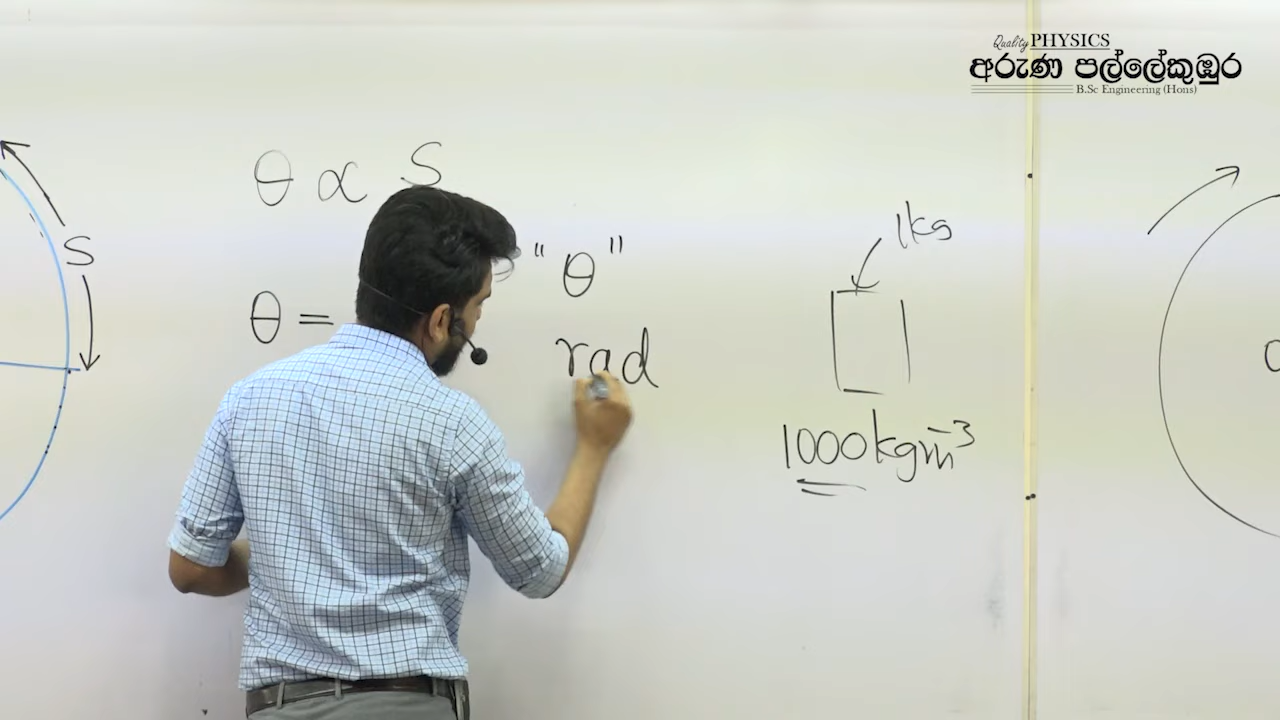 Quality PHYSICS
අරුණ පල්ලේකුඹුර
B.Sc Engineering (Hons)
θ ∝ S
S
"θ"
θ =
rad
1kg
1000kgm⁻³